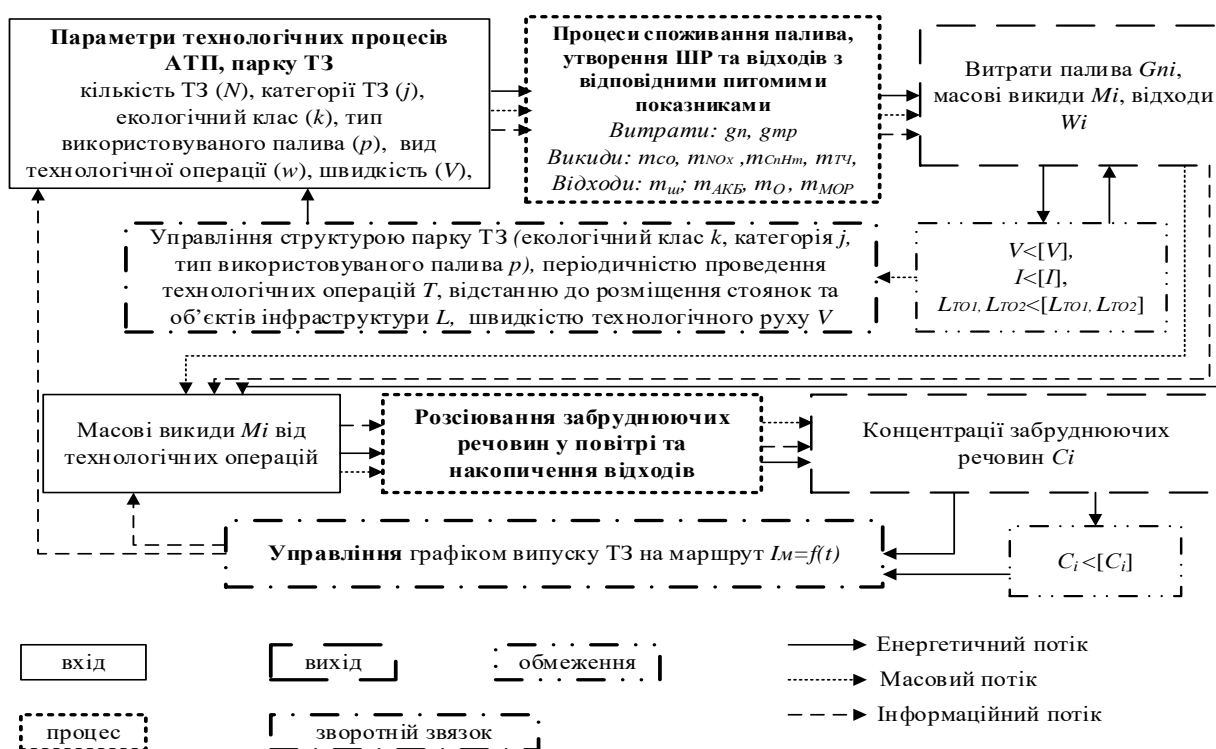 Параметри технологічних процесів
АТП, парку ТЗ
кількість ТЗ (N), категорії ТЗ (j),
екологічний клас (k), тип
використовуваного палива (p), вид
технологічної операції (w), швидкість (V),
Процеси споживання палива,
утворення ШР та відходів з
відповідними питомими
показниками
Витрати: gn, gmp
Викиди: mco, mNOx ,mCnHm, mТЧ,
Відходи: mш; mАКБ, mО , mМОР
Витрати палива Gni,
масові викиди Mi, відходи
Wi
Управління структурою парку ТЗ (екологічний клас k, категорія j,
тип використовуваного палива p), періодичністю проведення
технологічних операцій T, відстанню до розміщення стоянок та
об’єктів інфраструктури L, швидкістю технологічного руху V
V<[V],
I<[I],
LTO1, LTO2<[LTO1, LTO2]
Масові викиди Mi від
технологічних операцій
Розсіювання забруднюючих
речовин у повітрі та
накопичення відходів
Концентрації забруднюючих
речовин Ci
Управління графіком випуску ТЗ на маршрут IM=f(t)
Ci<[Ci]
вхід
вихід
обмеження
Енергетичний потік
Масовий потік
Інформаційний потік
процес
зворотній звязок